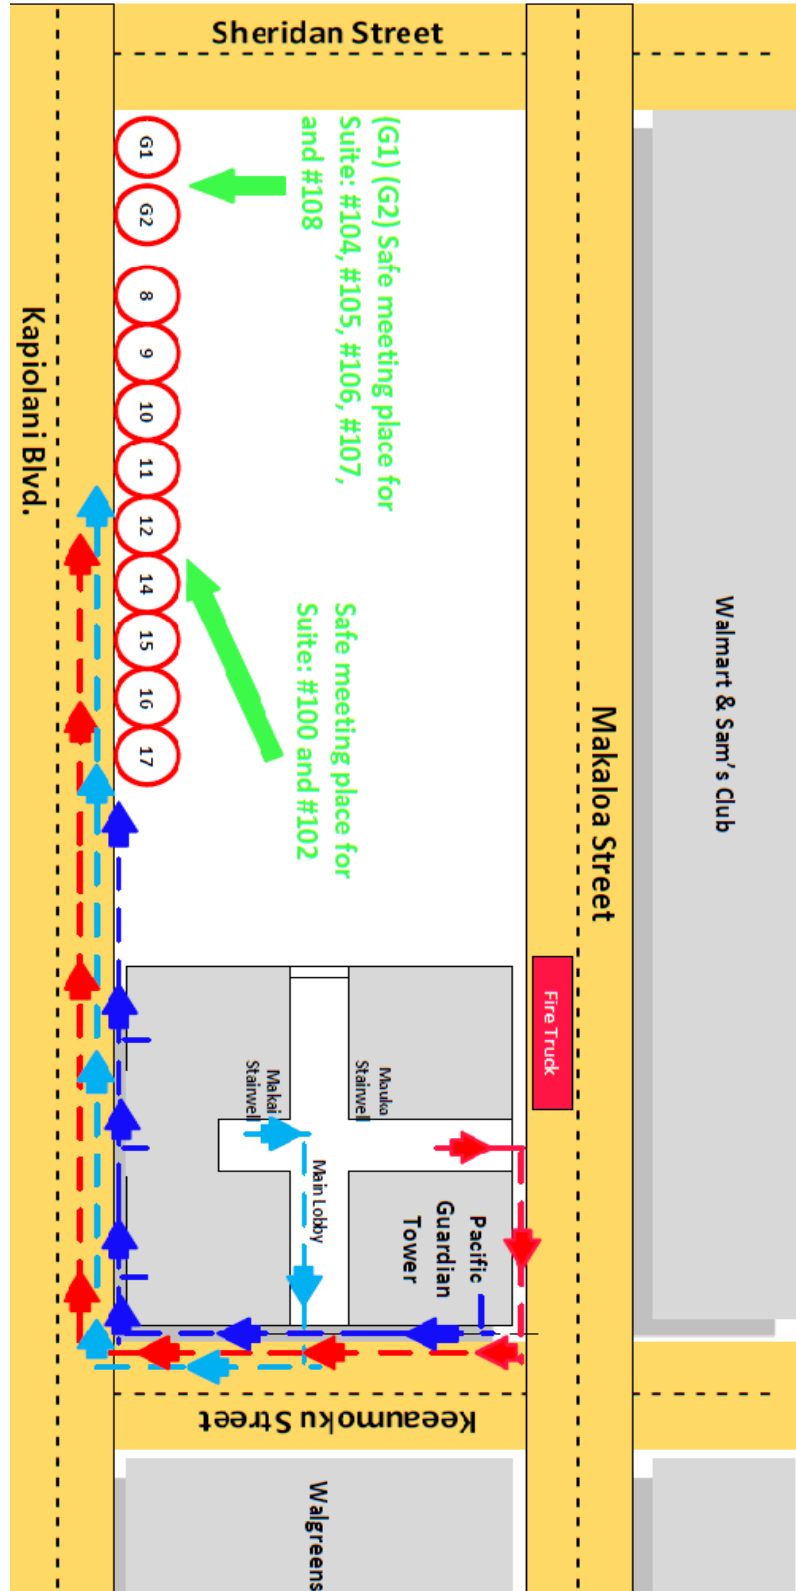 Sheridan Street
(G1) (G2) Safe meeting place for
Suite: #104, #105, #106, #107,
and #108
G1
G2
8
9
10
11
12
14
15
16
17
Kapiolani Blvd.
Safe meeting place for
Suite: #100 and #102
Makaloa Street
Walmart & Sam's Club
Fire Truck
Mauka
Stairwell
Makai
Stairwell
Main Lobby
Pacific
Guardian
Tower
Keeaumoku Street
Walgreens